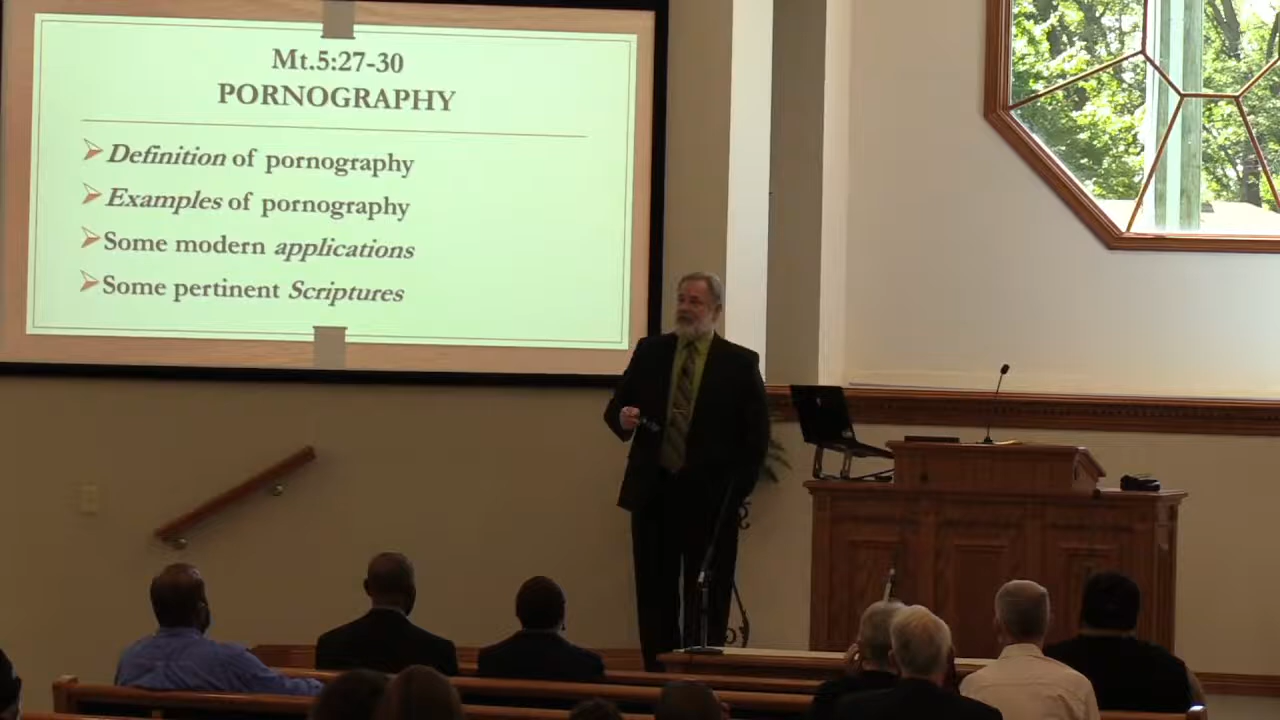 Mt.5:27-30
PORNOGRAPHY
Definition of pornography
Examples of pornography
Some modern applications
Some pertinent Scriptures